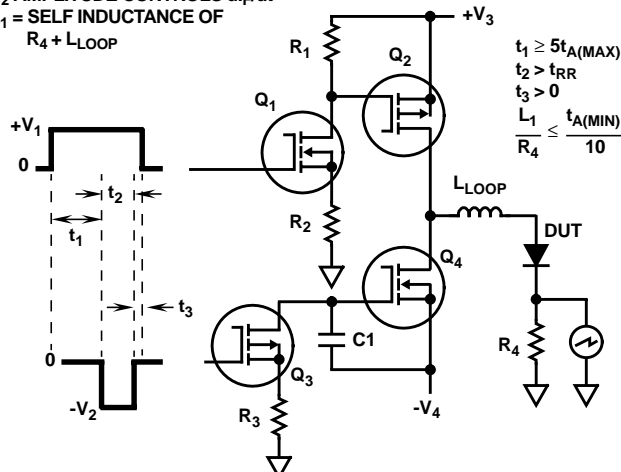 1 = SELF INDUCTANCE OF
R4 + LLOOP
+V3
R1
Q2
t1 ≥ 5tA(MAX)
t2 > tRR
t3 > 0
L1/R4 ≤ tA(MIN)/10
Q1
+V1
0
t2
t1
t3
R2
LLOOP
DUT
Q4
C1
R4
0
-V2
Q3
R3
-V4